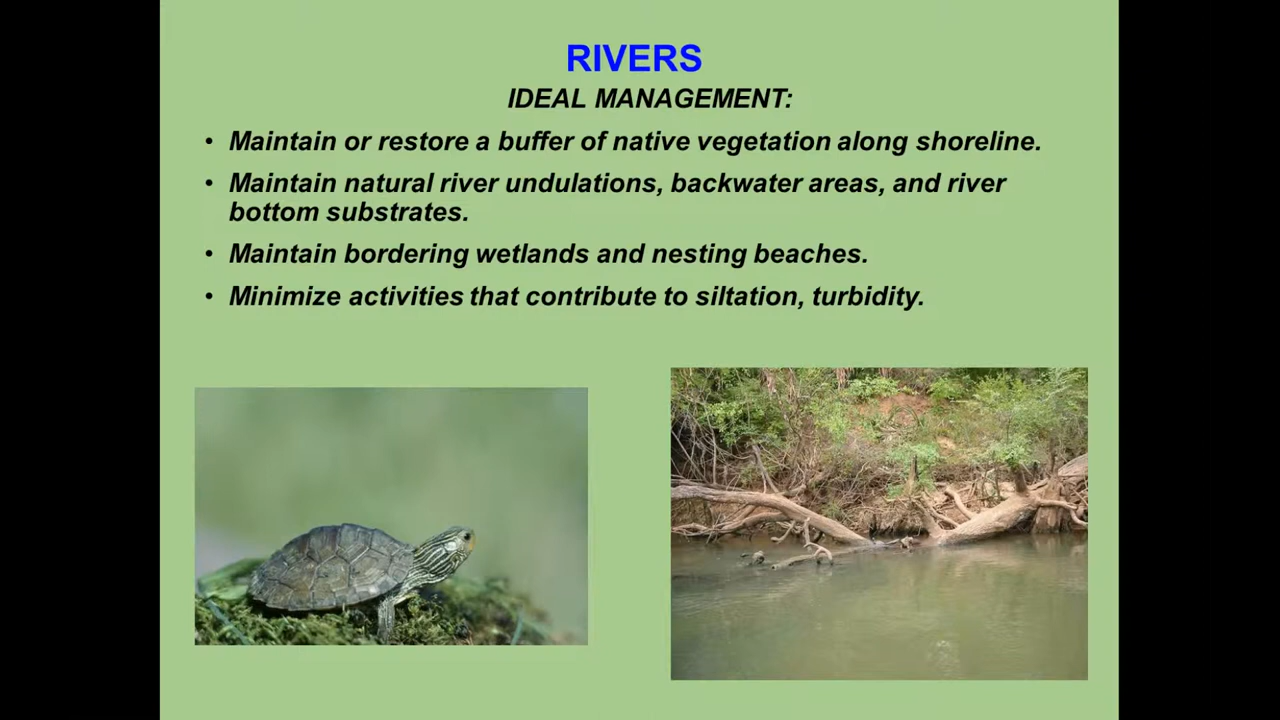 RIVERS
IDEAL MANAGEMENT:
• Maintain or restore a buffer of native vegetation along shoreline.
• Maintain natural river undulations, backwater areas, and river
bottom substrates.
• Maintain bordering wetlands and nesting beaches.
• Minimize activities that contribute to siltation, turbidity.